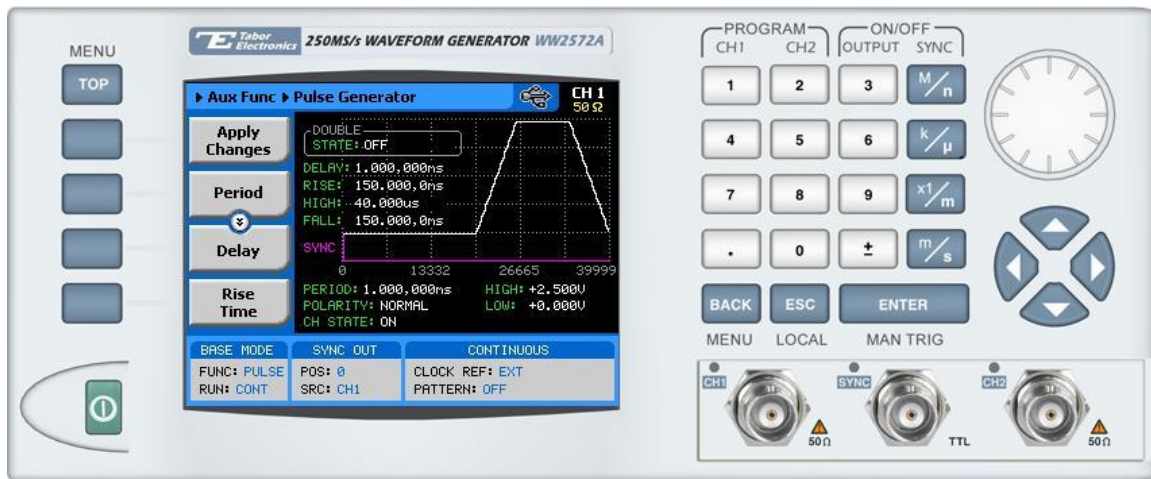 MENU
TOP
Tabor Electronics 250MS/s WAVEFORM GENERATOR WW2572A
Aux Func Pulse Generator CH 1
50 Ω
Apply Changes
Period
Delay
Rise Time
DOUBLE
STATE: OFF
DELAY: 1.000,000ms
RISE: 150.000,0ns
HIGH: 40.000us
FALL: 150.000,0ns
SYNC
0 13332 26665 39999
PERIOD: 1.000,000ms HIGH: +2.500V
POLARITY: NORMAL LOW: +0.000V
CH STATE: ON
BASE MODE
FUNC: PULSE
RUN: CONT
SYNC OUT
POS: 0
SRC: CH1
CONTINUOUS
CLOCK REF: EXT
PATTERN: OFF
PROGRAM ON/OFF
CH1 CH2 OUTPUT SYNC
1 2 3 M/n
4 5 6 k/µ
7 8 9 x1/m
. 0 ± m/s
BACK ESC ENTER
MENU LOCAL MAN TRIG
CH1 SYNC CH2
50Ω TTL 50Ω